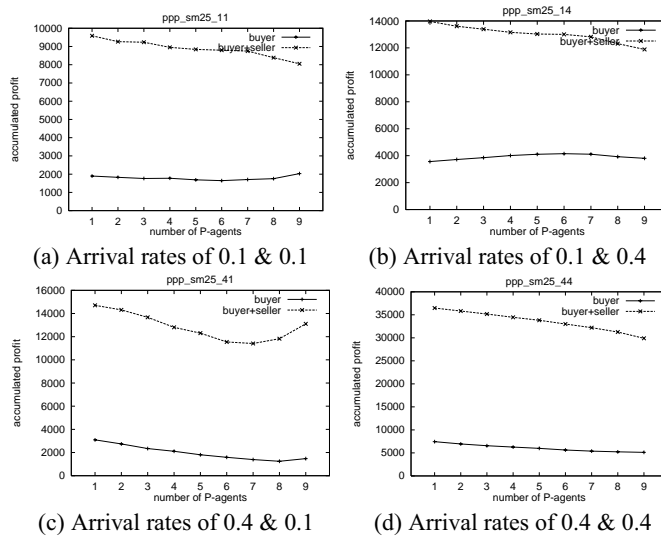 ppp_sm25_11
buyer
buyer+seller
accumulated profit
10000
9000
8000
7000
6000
5000
4000
3000
2000
1000
0
1 2 3 4 5 6 7 8 9
number of P-agents
(a) Arrival rates of 0.1 & 0.1
ppp_sm25_14
buyer
buyer+seller
accumulated profit
14000
12000
10000
8000
6000
4000
2000
0
1 2 3 4 5 6 7 8 9
number of P-agents
(b) Arrival rates of 0.1 & 0.4
ppp_sm25_41
buyer
buyer+seller
accumulated profit
16000
14000
12000
10000
8000
6000
4000
2000
0
1 2 3 4 5 6 7 8 9
number of P-agents
(c) Arrival rates of 0.4 & 0.1
ppp_sm25_44
buyer
buyer+seller
accumulated profit
40000
35000
30000
25000
20000
15000
10000
5000
0
1 2 3 4 5 6 7 8 9
number of P-agents
(d) Arrival rates of 0.4 & 0.4